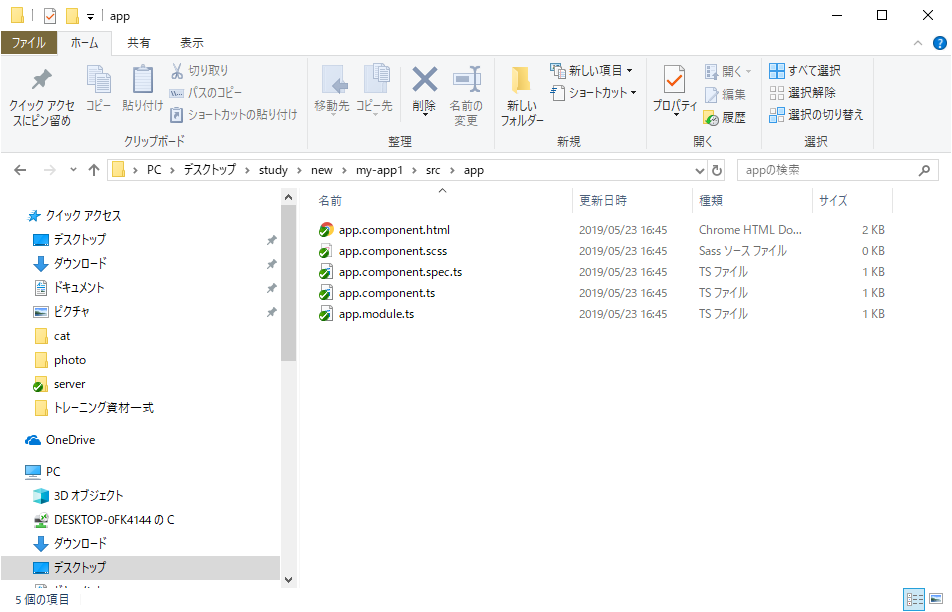 app
ファイル ホーム 共有 表示
クイック アクセスにピン留め
コピー
貼り付け
切り取り
パスのコピー
ショートカットの貼り付け
クリップボード
移動先
コピー先
削除
名前の変更
整理
新しいフォルダー
新しい項目
ショートカット
新規
プロパティ
開く
編集
履歴
開く
すべて選択
選択解除
選択の切り替え
選択
PC デスクトップ study new my-app1 src app
appの検索
クイック アクセス
デスクトップ
ダウンロード
ドキュメント
ピクチャ
cat
photo
server
トレーニング資材一式
OneDrive
PC
3D オブジェクト
DESKTOP-0FK4144 の C
ダウンロード
デスクトップ
名前 更新日時 種類 サイズ
app.component.html 2019/05/23 16:45 Chrome HTML Do... 2 KB
app.component.scss 2019/05/23 16:45 Sass ソース ファイル 0 KB
app.component.spec.ts 2019/05/23 16:45 TS ファイル 1 KB
app.component.ts 2019/05/23 16:45 TS ファイル 1 KB
app.module.ts 2019/05/23 16:45 TS ファイル 1 KB
5 個の項目